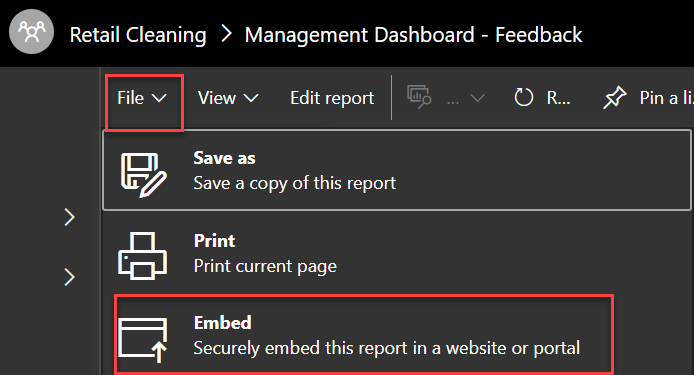 Retail Cleaning > Management Dashboard - Feedback
File View Edit report ... R... Pin a li.
Save as
Save a copy of this report
Print
Print current page
Embed
Securely embed this report in a website or portal